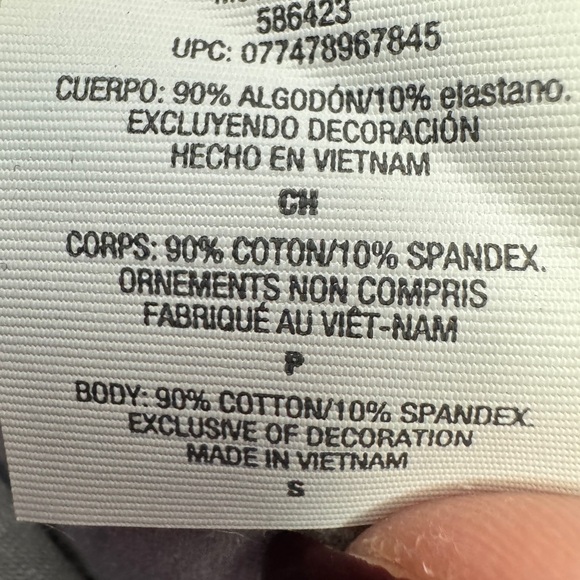 586423
UPC: 077478967845
CUERPO: 90% ALGODÓN/10% elastano.
EXCLUYENDO DECORACIÓN
HECHO EN VIETNAM
CH
CORPS: 90% COTON/10% SPANDEX.
ORNEMENTS NON COMPRIS
FABRIQUÉ AU VIÊT-NAM
P
BODY: 90% COTTON/10% SPANDEX.
EXCLUSIVE OF DECORATION
MADE IN VIETNAM
S